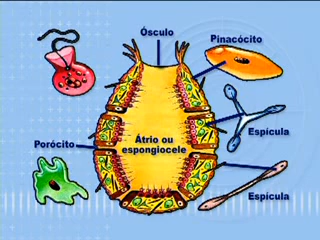 Ósculo
Pinacócito
Espícula
Porócito
Átrio ou
espongiocele
Espícula